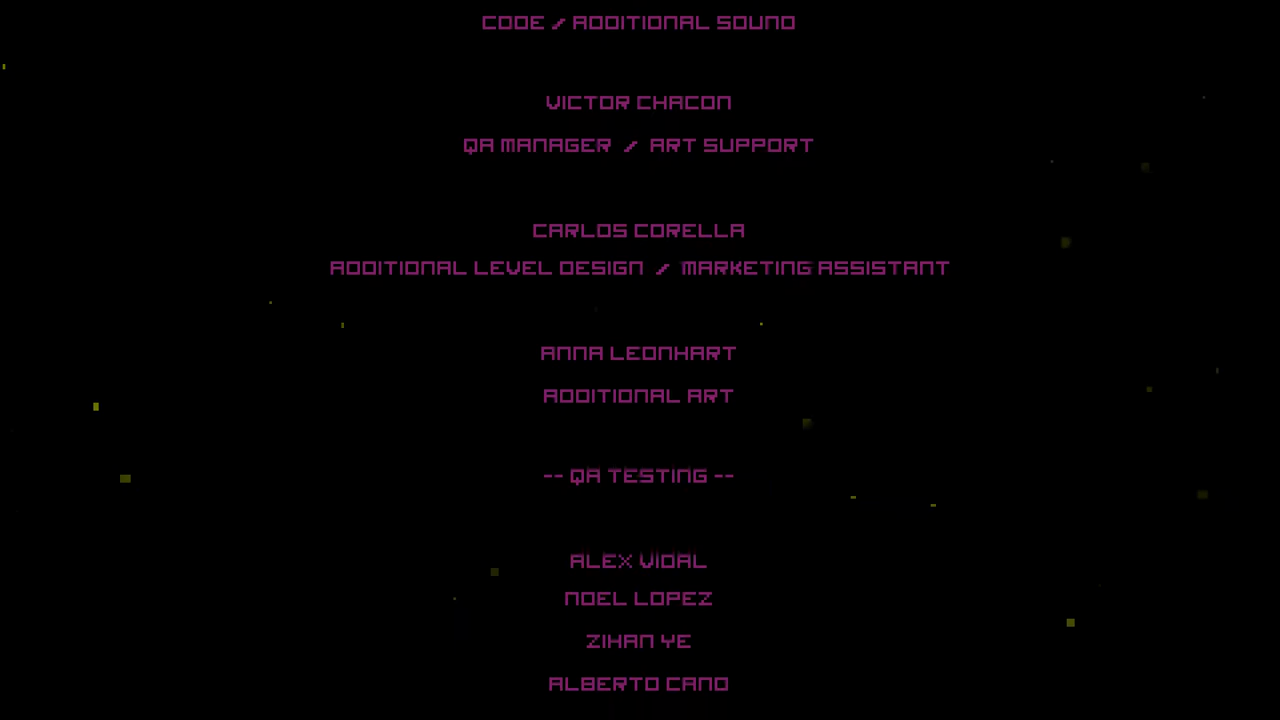 CODE / ADDITIONAL SOUND
VICTOR CHACON
QA MANAGER / ART SUPPORT
CARLOS CORELLA
ADDITIONAL LEVEL DESIGN / MARKETING ASSISTANT
ANNA LEONHART
ADDITIONAL ART
-- QA TESTING --
ALEX VIDAL
NOEL LOPEZ
ZIHAN YE
ALBERTO CANO